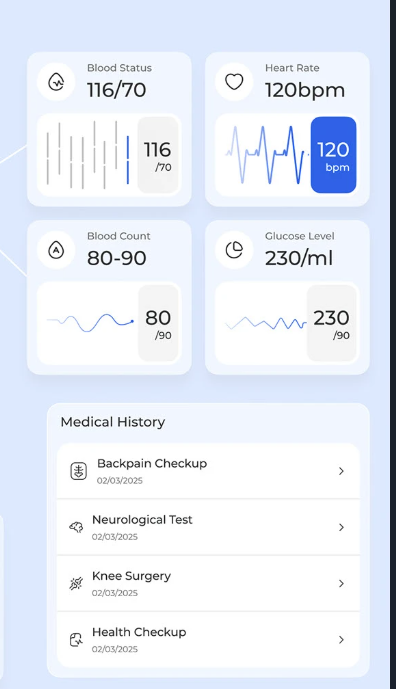 Blood Status
116/70
116
/70
Heart Rate
120bpm
120
bpm
Blood Count
A
80-90
80
/90
Glucose Level
230/ml
230
/90
Medical History
Backpain Checkup
02/03/2025
Neurological Test
02/03/2025
Knee Surgery
02/03/2025
Health Checkup
02/03/2025